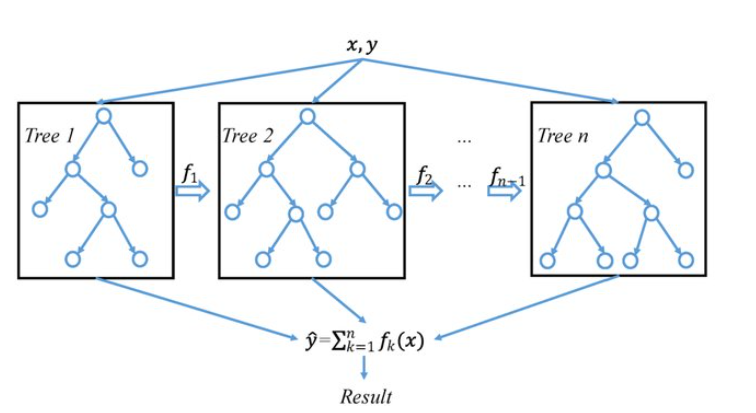 x, y
Tree 1
f₁
Tree 2
f₂
...
...
fₙ₋₁
Tree n
ŷ=∑ⁿₖ₌₁ fₖ(x)
Result